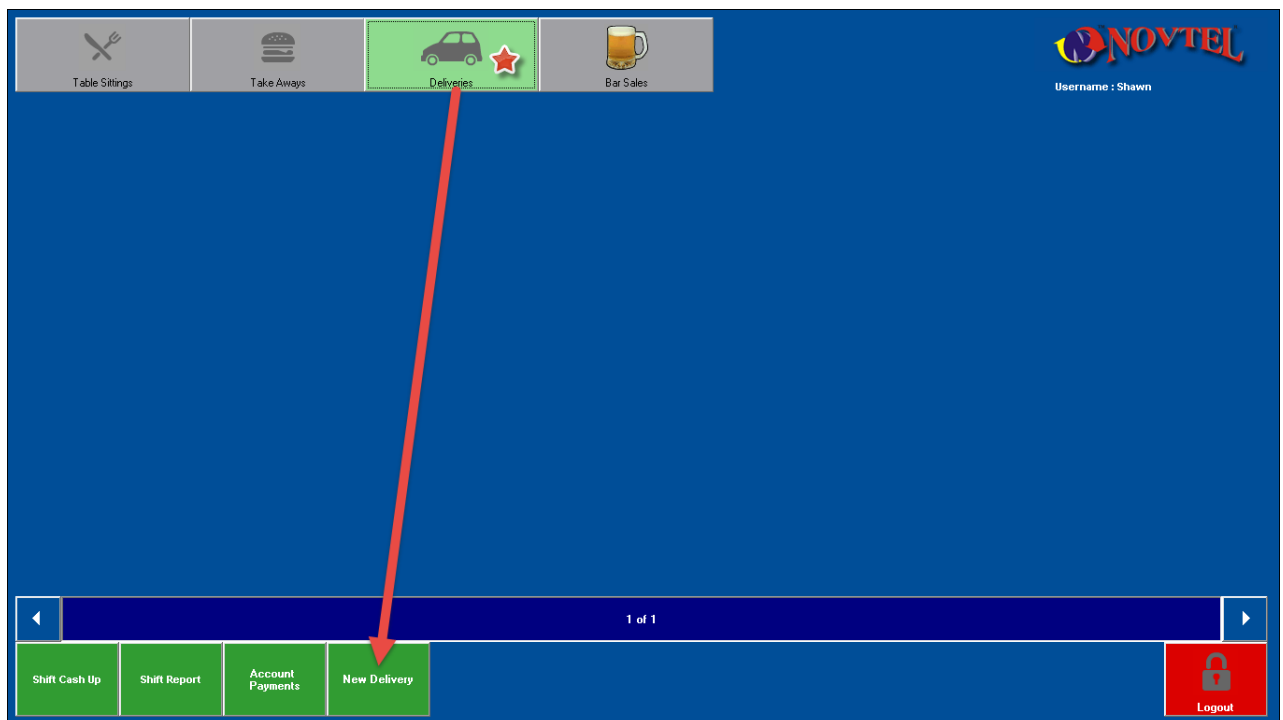 Table Sittings
Take Aways
Deliveries
Bar Sales
NOVTEL
Username : Shawn
1 of 1
Shift Cash Up
Shift Report
Account
Payments
New Delivery
Logout